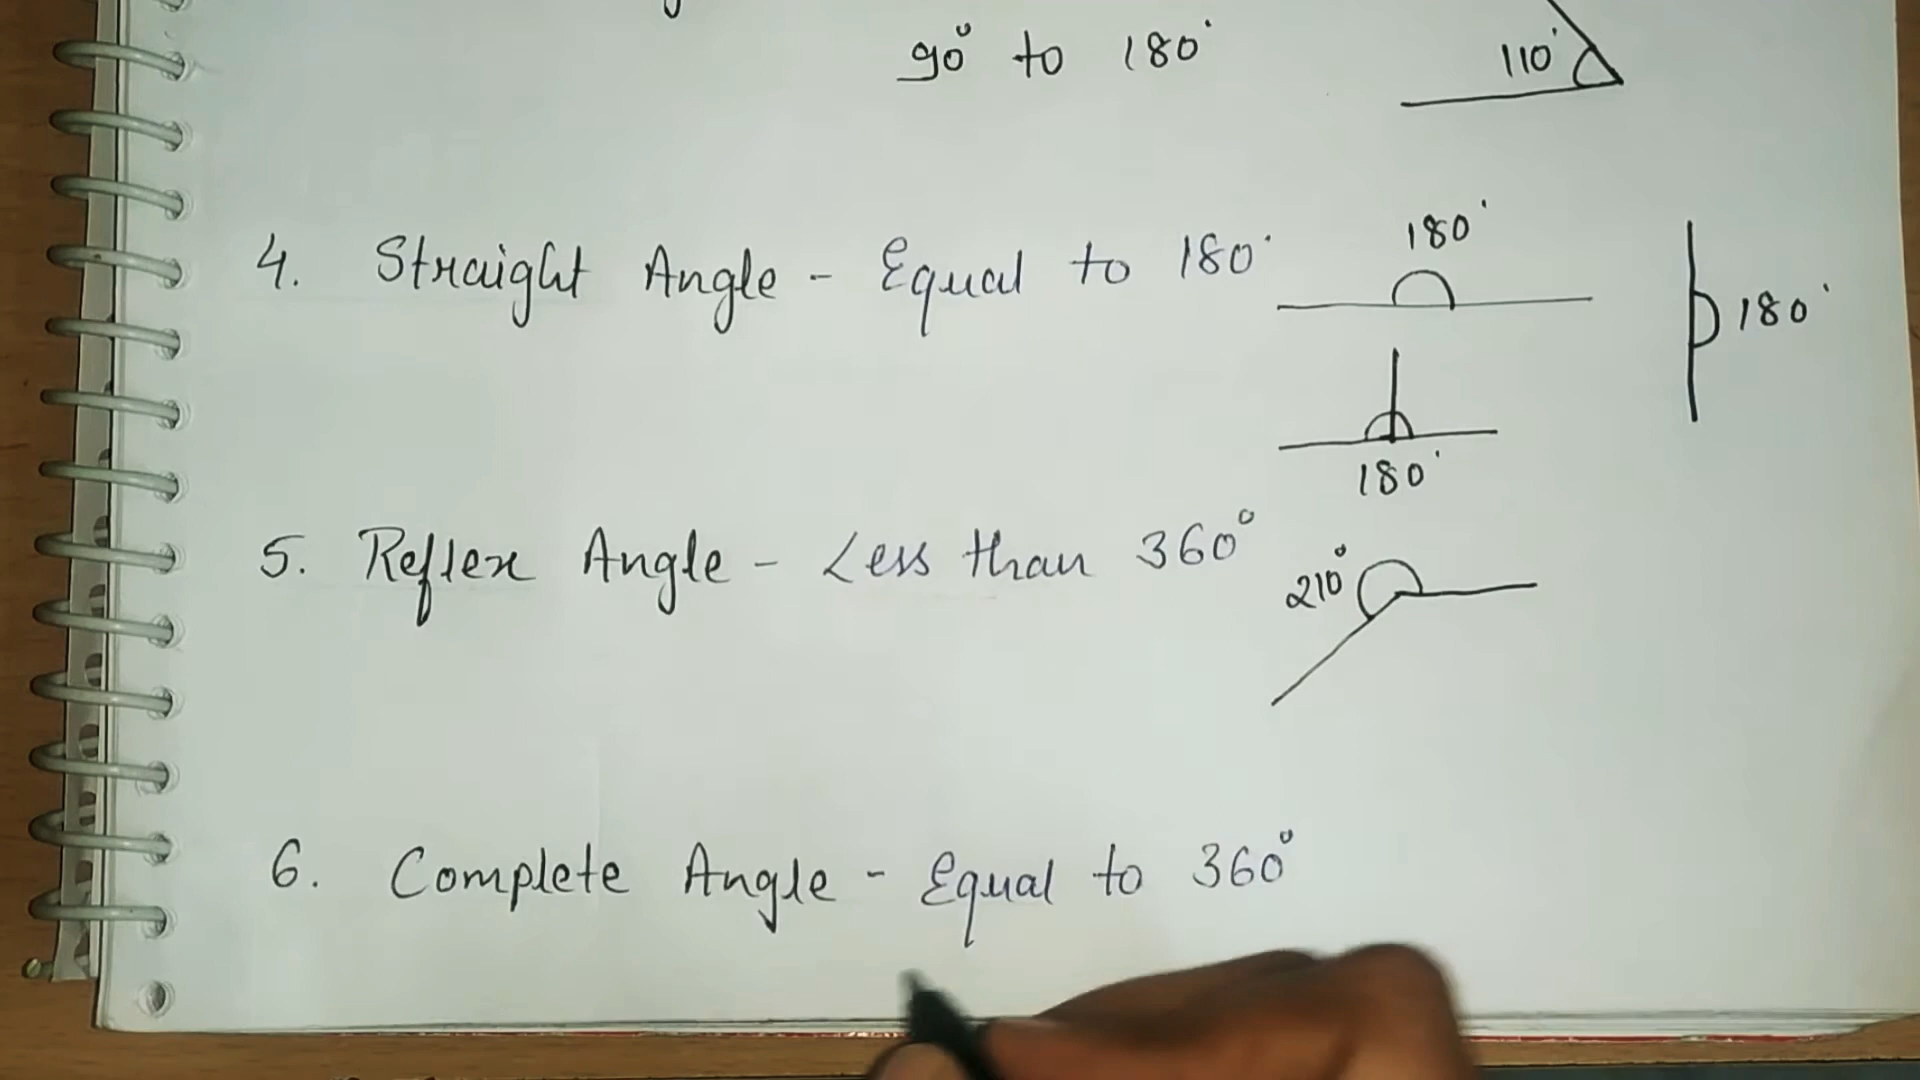 90° to 180°
110°
4. Straight Angle - Equal to 180°
180°
180°
180°
5. Reflex Angle - Less than 360°
210°
6. Complete Angle - Equal to 360°